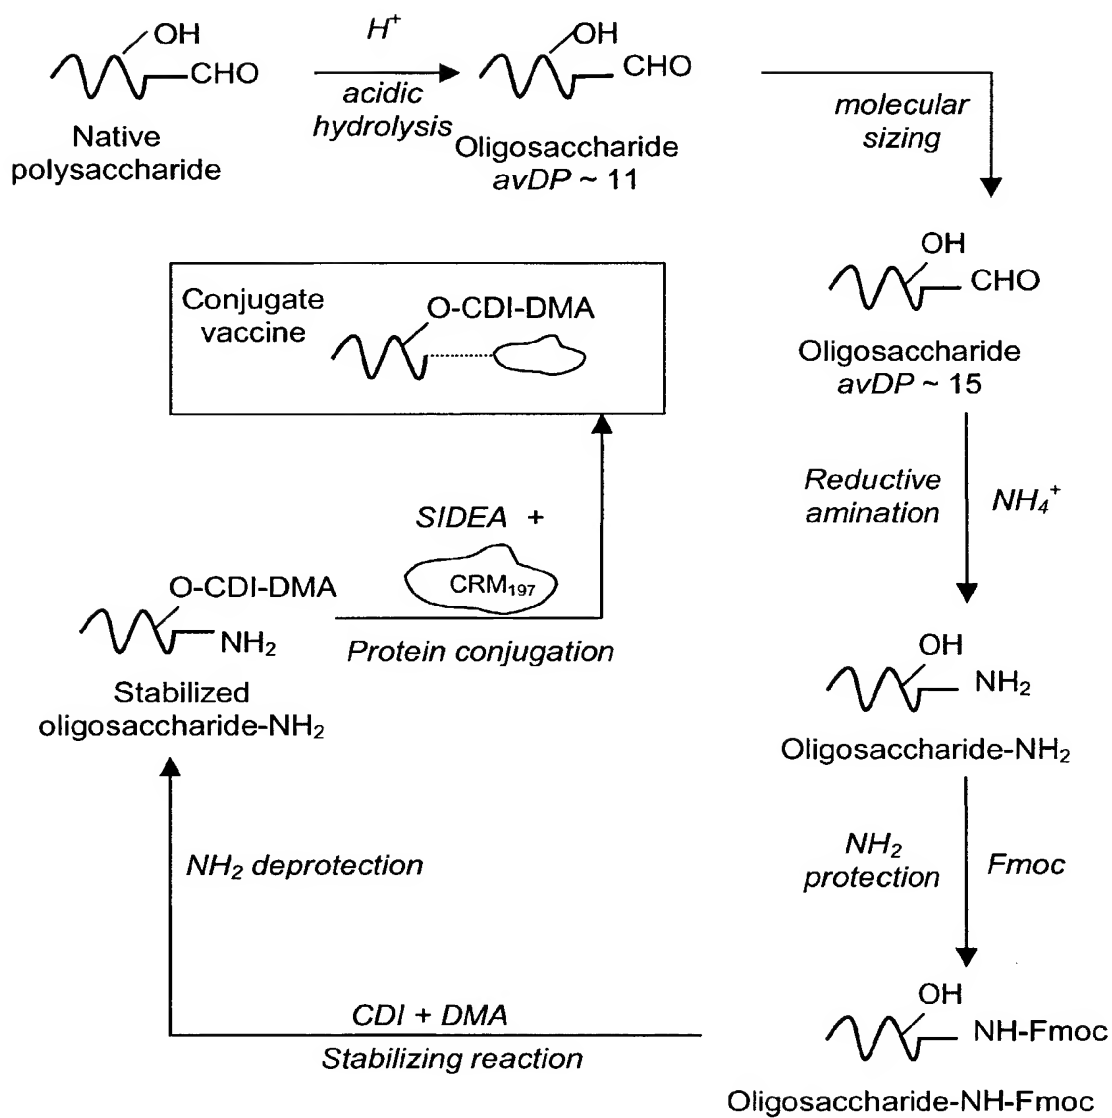 OH
CHO
Native
polysaccharide
H⁺
acidic
hydrolysis
OH
CHO
Oligosaccharide
avDP ~ 11
molecular
sizing
OH
CHO
Oligosaccharide
avDP ~ 15
Reductive
amination
NH₄⁺
OH
NH₂
Oligosaccharide-NH₂
NH₂
protection
Fmoc
OH
NH-Fmoc
Oligosaccharide-NH-Fmoc
CDI + DMA
Stabilizing reaction
NH₂ deprotection
O-CDI-DMA
NH₂
Stabilized
oligosaccharide-NH₂
SIDEA +
CRM₁₉₇
Protein conjugation
Conjugate
vaccine
O-CDI-DMA